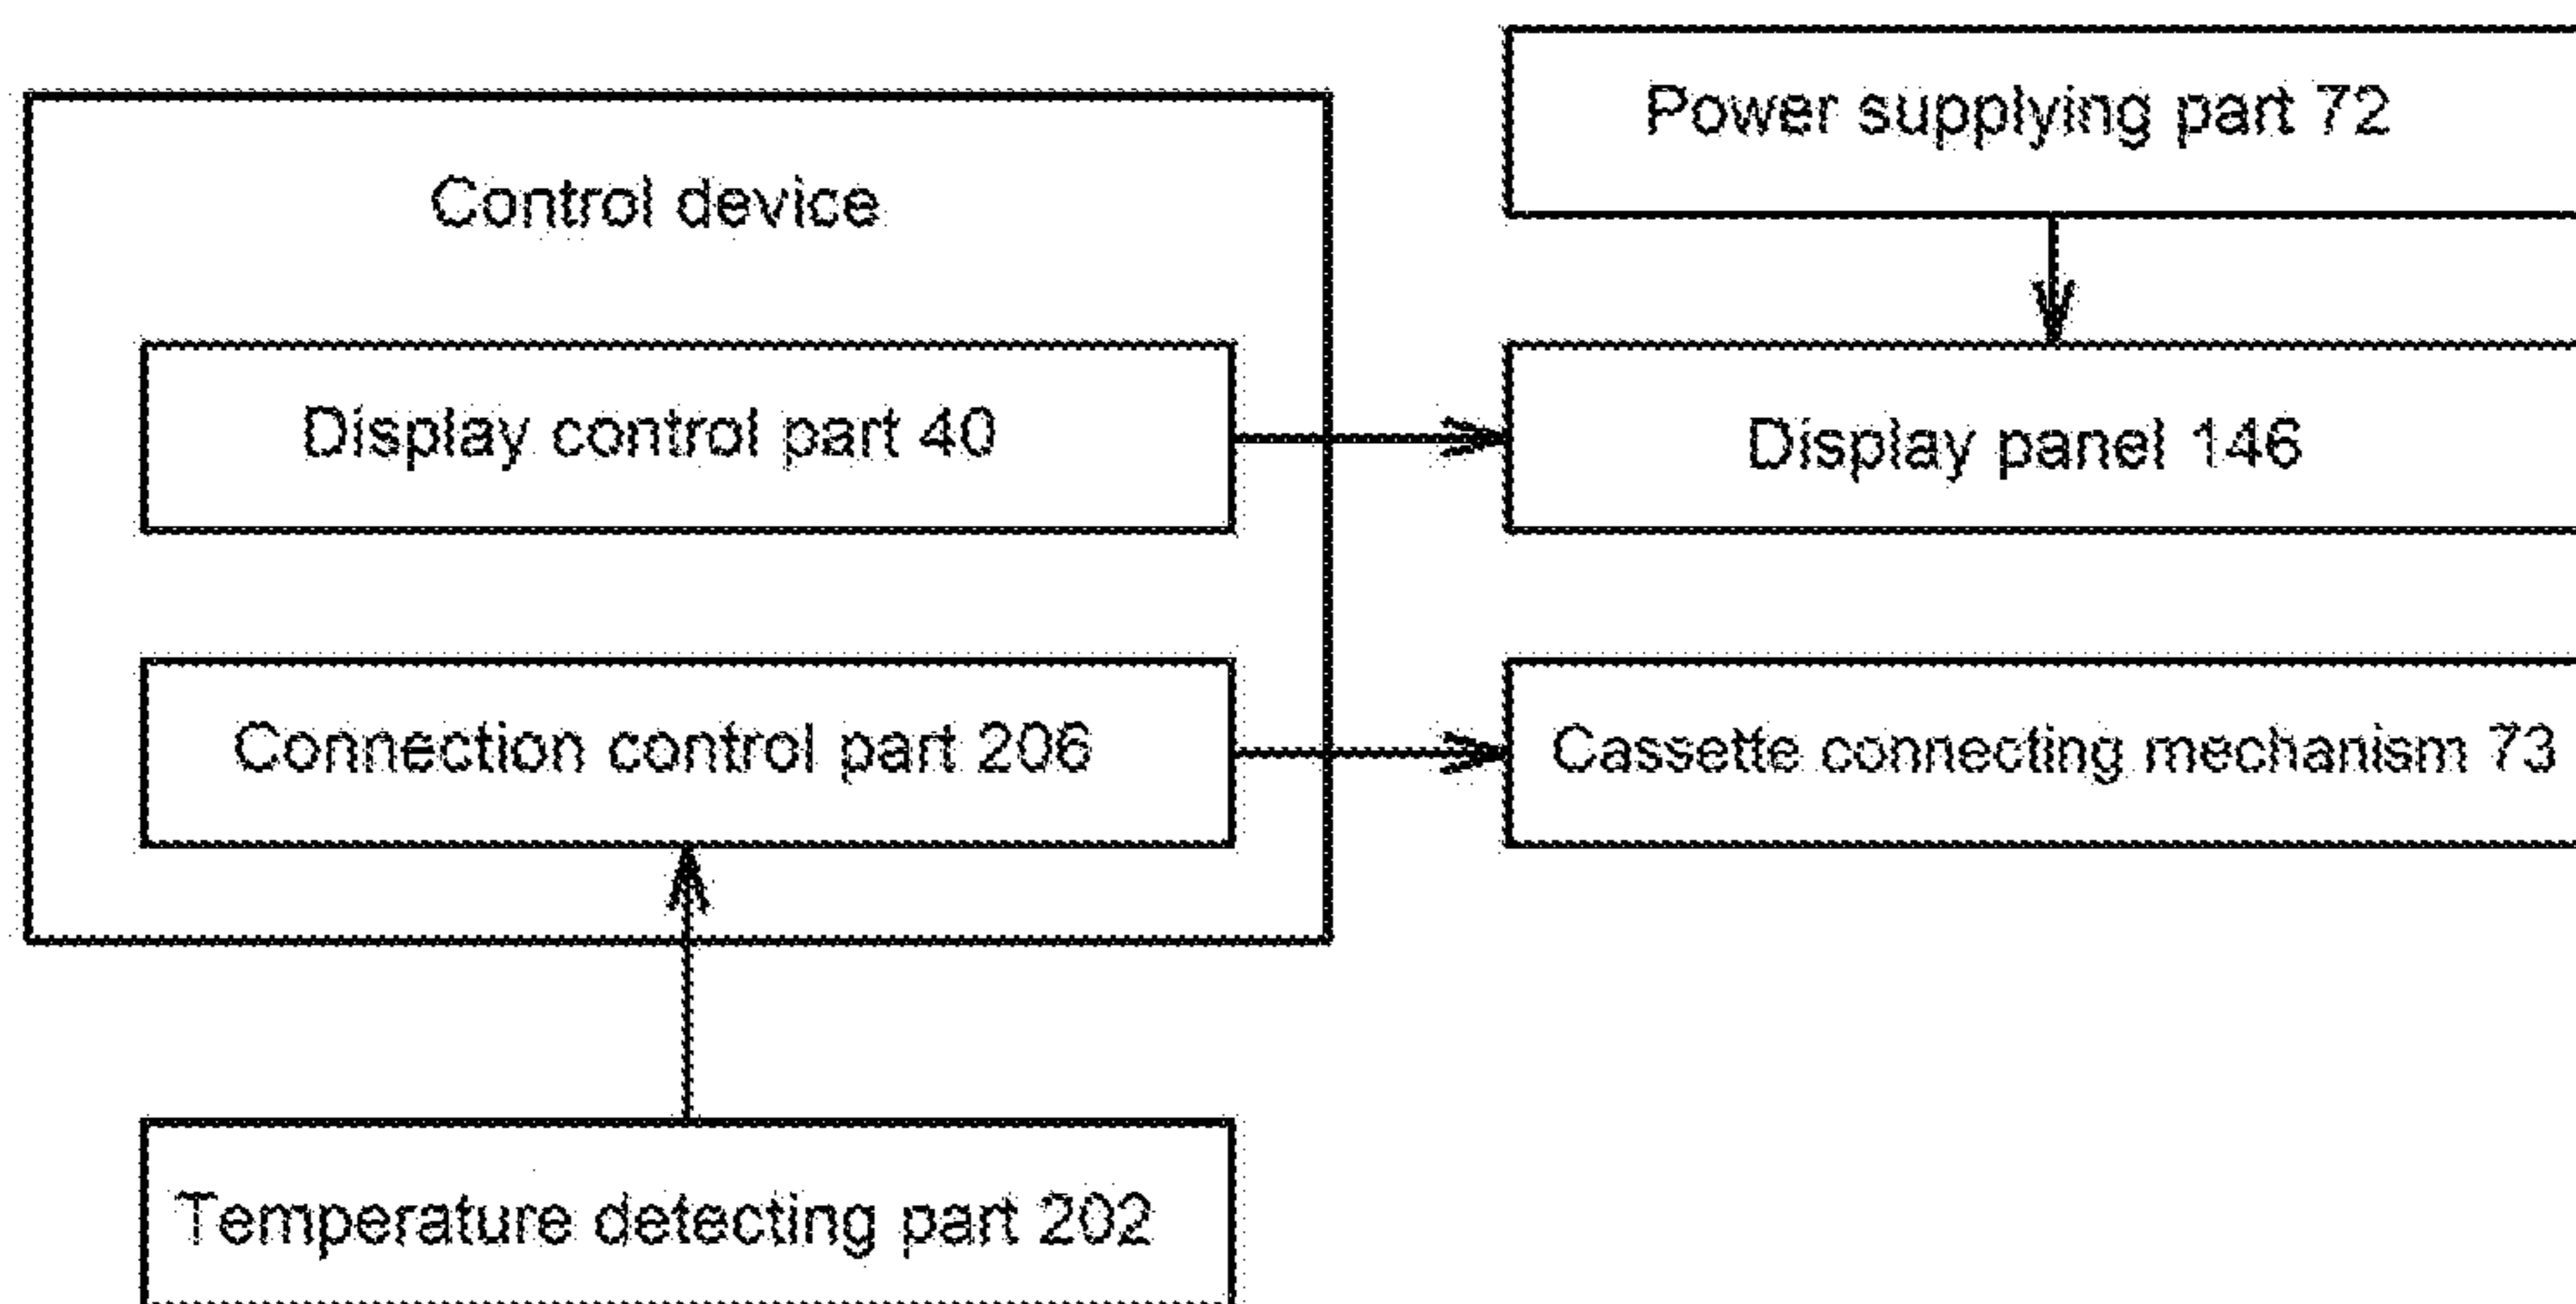 Power supplying part 72
Control device
Display control part 40
Display panel 146
Connection control part 206
Cassette connecting mechanism 73
Temperature detecting part 202